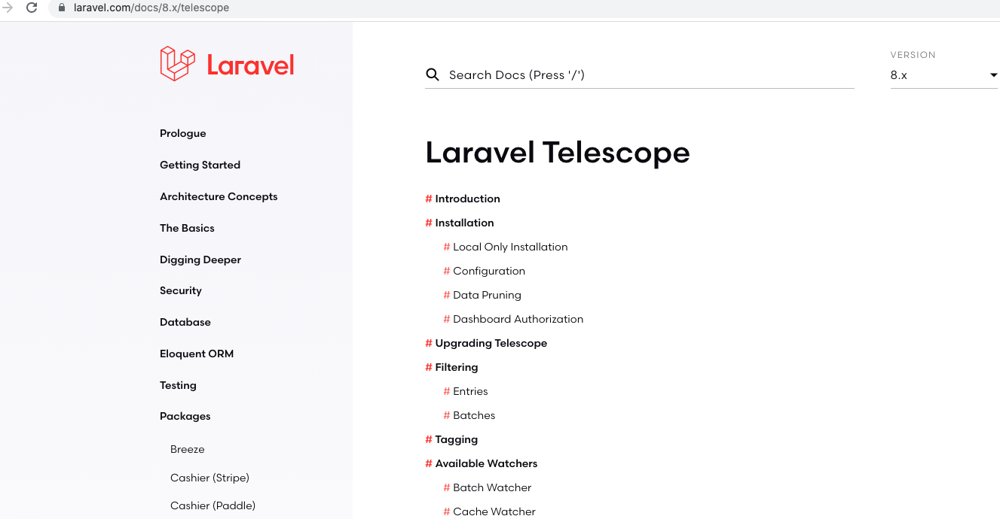 laravel.com/docs/8.x/telescope
Laravel
Prologue
Getting Started
Architecture Concepts
The Basics
Digging Deeper
Security
Database
Eloquent ORM
Testing
Packages
Breeze
Cashier (Stripe)
Cashier (Paddle)
Search Docs (Press '/')
VERSION
8.x
Laravel Telescope
# Introduction
# Installation
# Local Only Installation
# Configuration
# Data Pruning
# Dashboard Authorization
# Upgrading Telescope
# Filtering
# Entries
# Batches
# Tagging
# Available Watchers
# Batch Watcher
# Cache Watcher